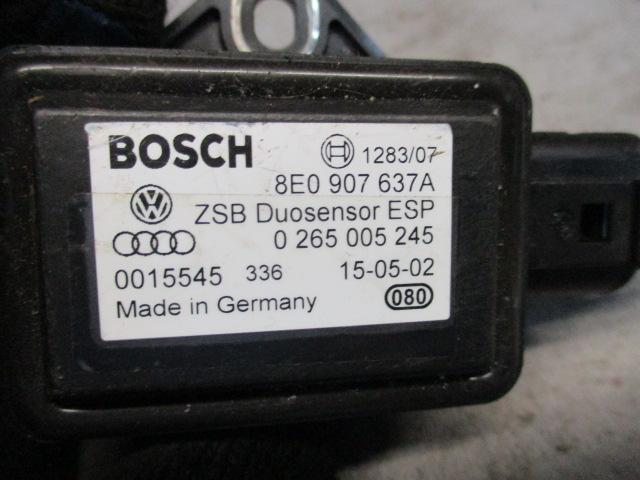 BOSCH 1283/07
8E0 907 637A
ZSB Duosensor ESP
0 265 005 245
0015545 336 15-05-02
Made in Germany 080